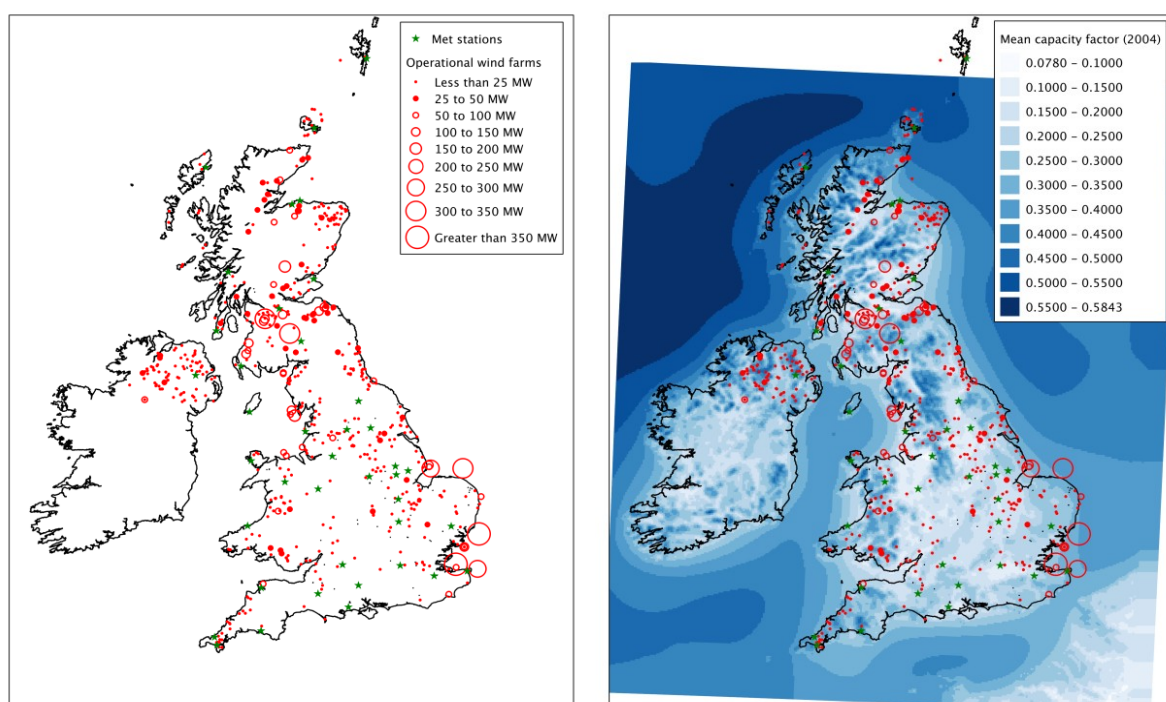 Met stations
Operational wind farms
Less than 25 MW
25 to 50 MW
50 to 100 MW
100 to 150 MW
150 to 200 MW
200 to 250 MW
250 to 300 MW
300 to 350 MW
Greater than 350 MW
Mean capacity factor (2004)
0.0780 – 0.1000
0.1000 – 0.1500
0.1500 – 0.2000
0.2000 – 0.2500
0.2500 – 0.3000
0.3000 – 0.3500
0.3500 – 0.4000
0.4000 – 0.4500
0.4500 – 0.5000
0.5000 – 0.5500
0.5500 – 0.5843